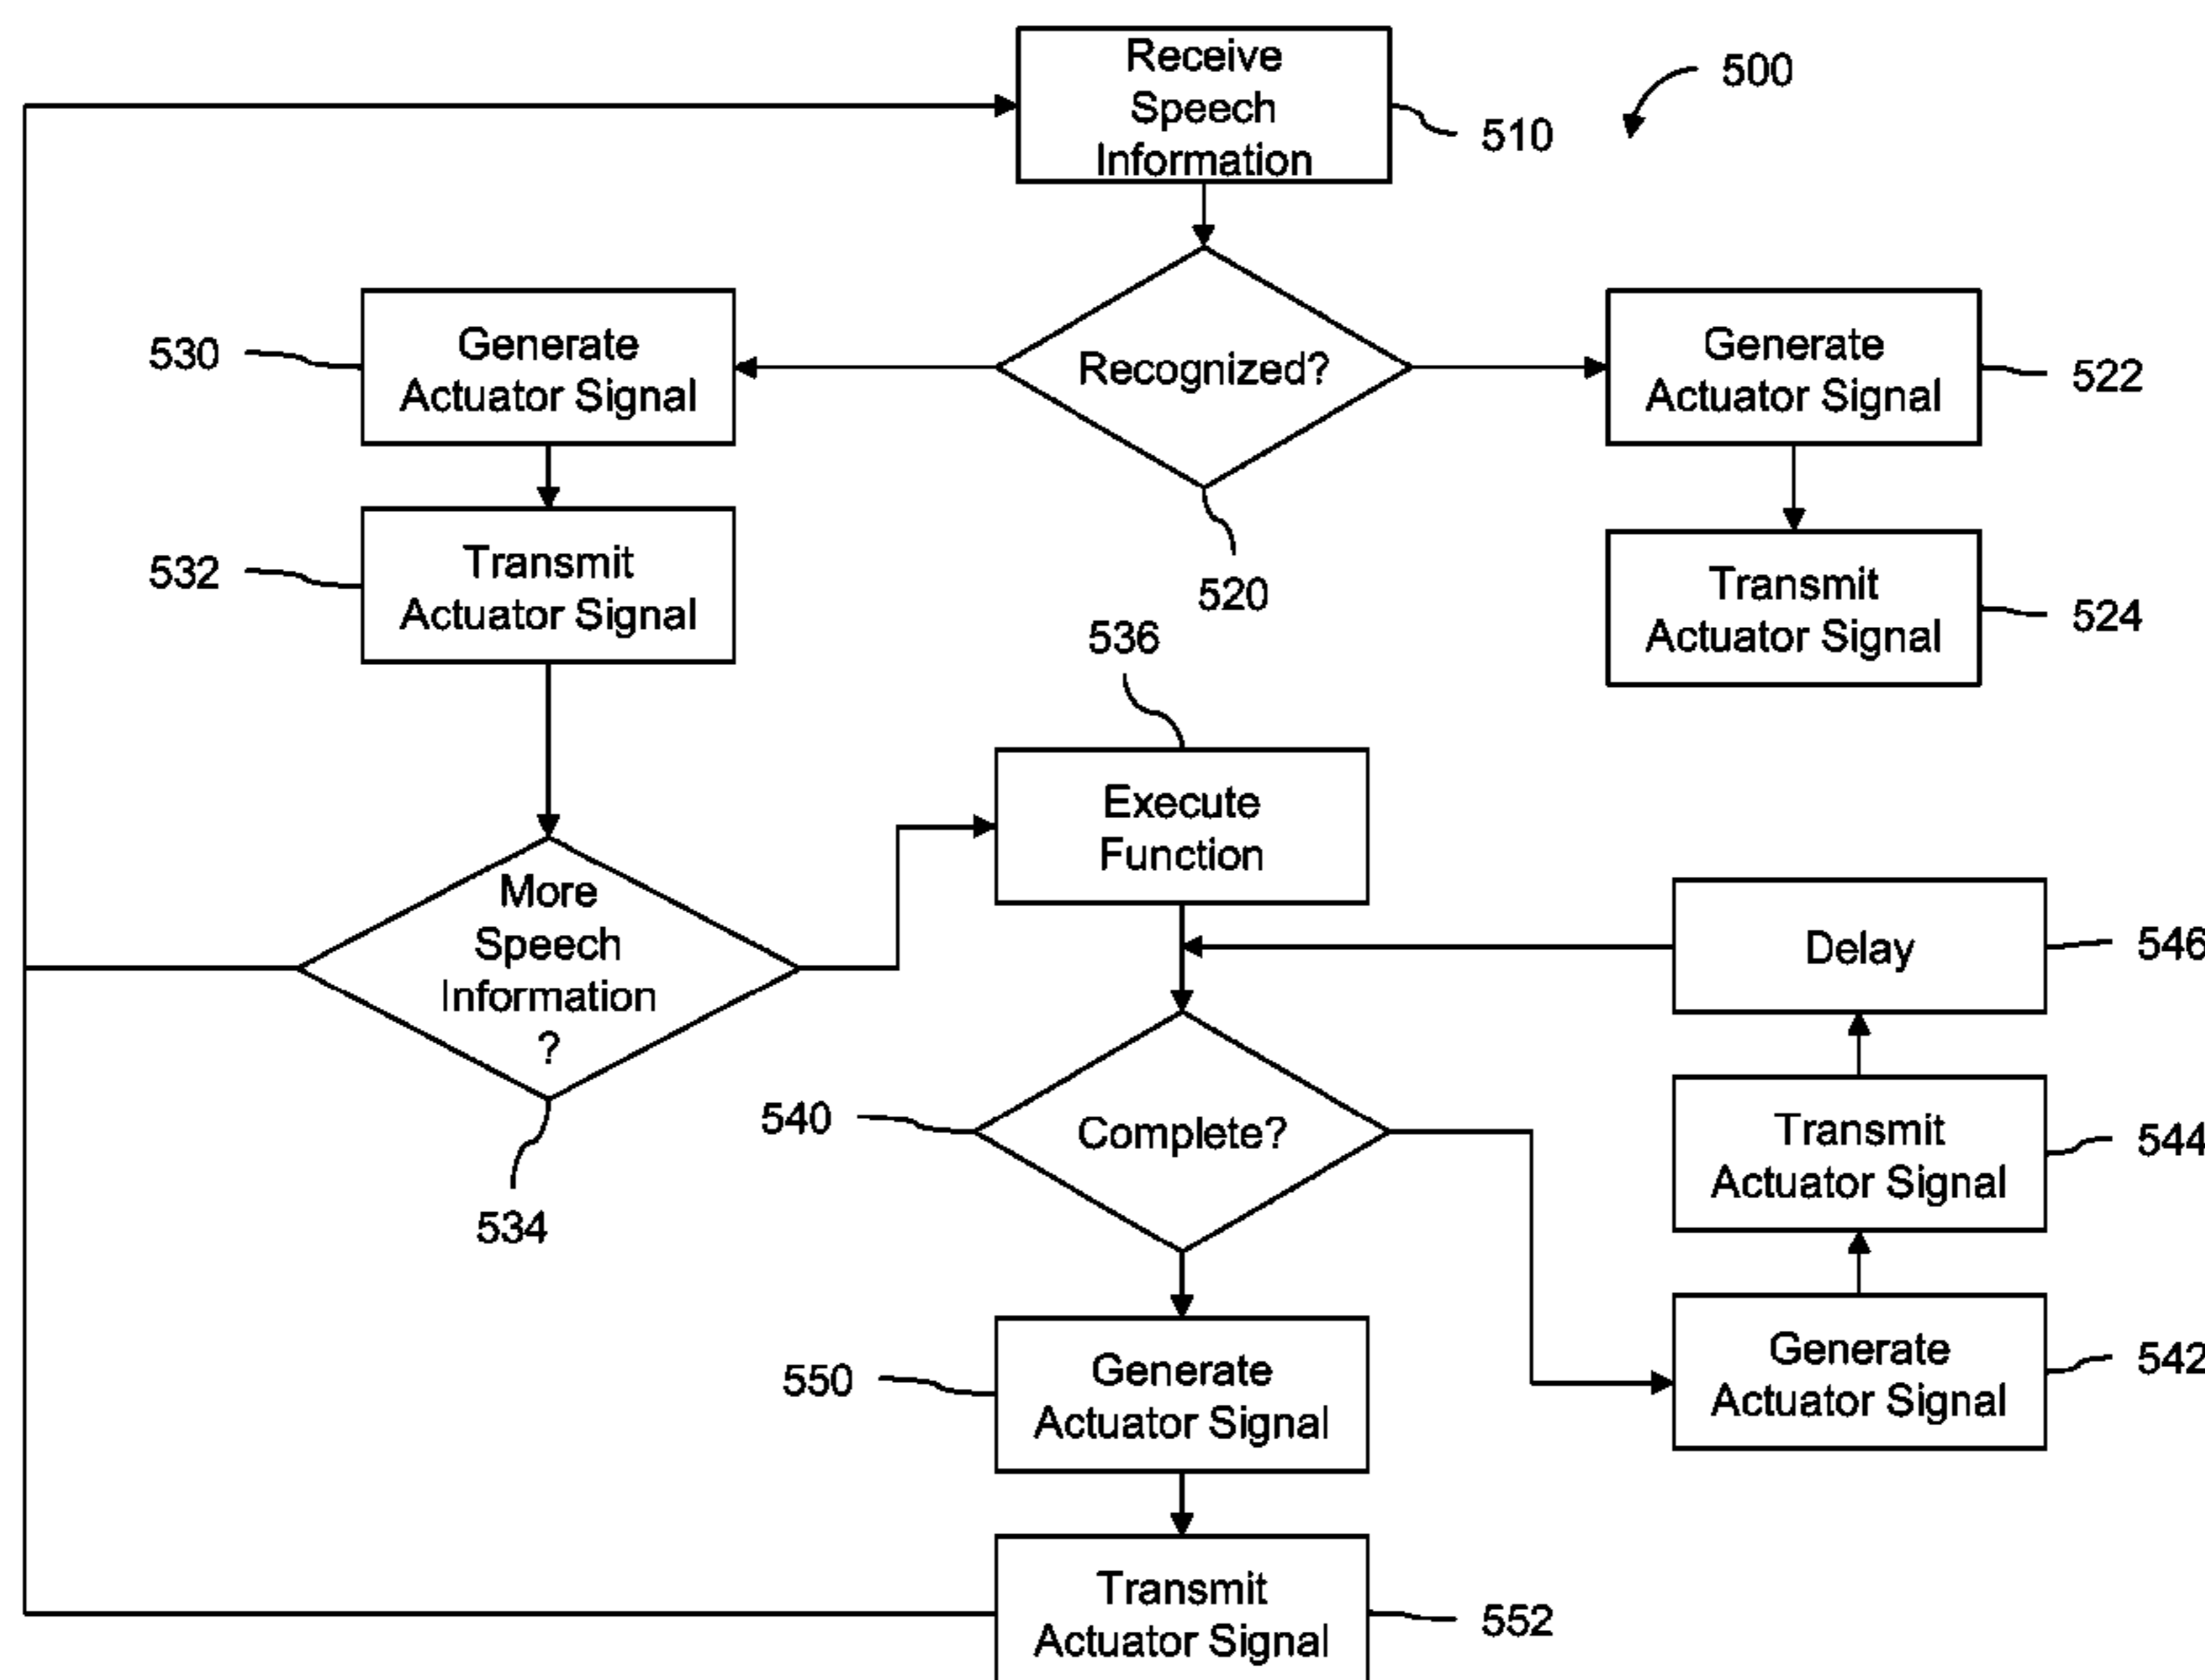 Receive
Speech
Information
500
510
530
Generate
Actuator Signal
Recognized?
Generate
Actuator Signal
522
532
Transmit
Actuator Signal
520
Transmit
Actuator Signal
524
536
Execute
Function
More
Speech
Information
?
Delay
546
540
Complete?
Transmit
Actuator Signal
544
534
550
Generate
Actuator Signal
Generate
Actuator Signal
542
Transmit
Actuator Signal
552